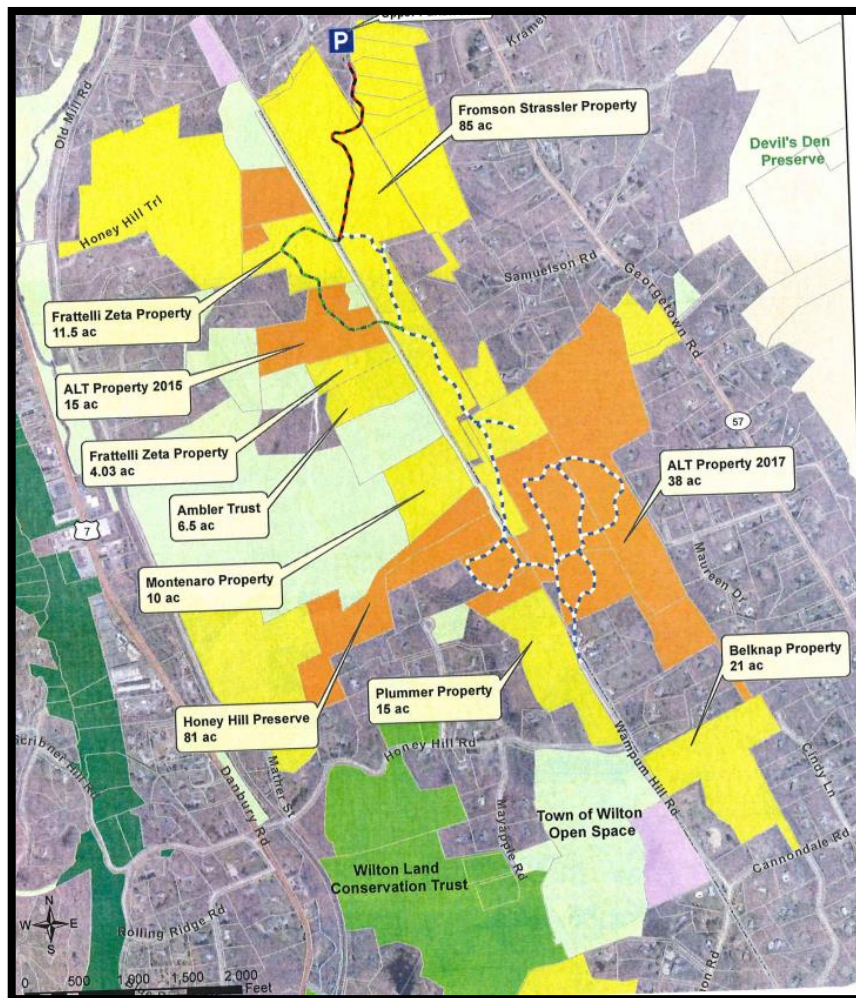 P
Kramer
Old Mill Rd
Fromson Strassler Property
85 ac
Devil's Den
Preserve
Honey Hill Trl
Samuelson Rd
Georgetown Rd
Frattelli Zeta Property
11.5 ac
ALT Property 2015
15 ac
57
Frattelli Zeta Property
4.03 ac
ALT Property 2017
38 ac
Ambler Trust
6.5 ac
7
Montenaro Property
10 ac
Maureen Dr
Belknap Property
21 ac
Plummer Property
15 ac
Honey Hill Preserve
81 ac
Honey Hill Rd
Wampum Hill Rd
Scribner Hill Rd
Danbury Rd
Mather St
Mayapple Rd
Cindy Ln
Town of Wilton
Open Space
Cannondale Rd
Wilton Land
Conservation Trust
N
W E
S
Rolling Ridge Rd
0 500 1,000 1,500 2,000
Feet